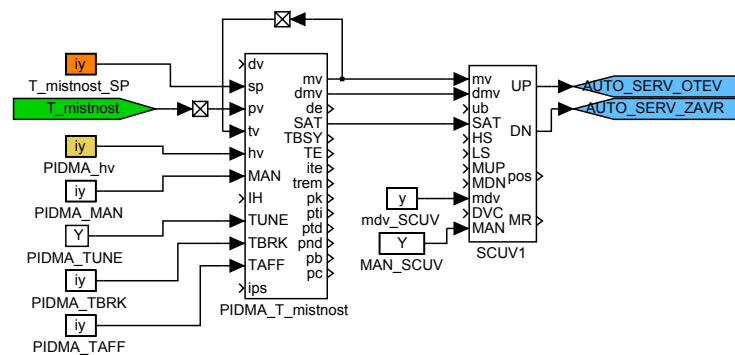 iy
T_mistnost_SP
T_mistnost
iy
PIDMA_hv
iy
PIDMA_MAN
Y
PIDMA_TUNE
iy
PIDMA_TBRK
iy
PIDMA_TAFF
dv
sp
pv
tv
hv
MAN
IH
TUNE
TBRK
TAFF
ips
mv
dmv
de
SAT
TBSY
TE
ite
trem
pk
pti
ptd
pnd
pb
pc
PIDMA_T_mistnost
y
mdv_SCUV
Y
MAN_SCUV
mv
dmv
ub
SAT
HS
LS
MUP
MDN
mdv
DVC
MAN
UP
DN
pos
MR
SCUV1
AUTO_SERV_OTEV
AUTO_SERV_ZAVR